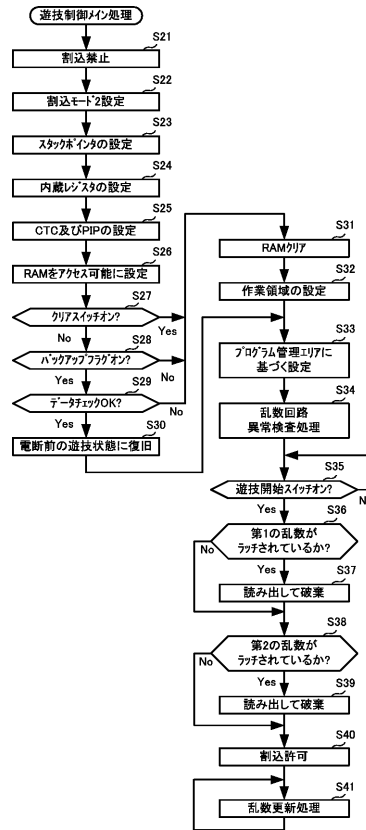 遊技制御メイン処理
S21
割込禁止
S22
割込モード2設定
S23
スタックポインタの設定
S24
内蔵レジスタの設定
S25
CTC及びPIPの設定
S26
RAMをアクセス可能に設定
S27
クリアスイッチオン?
Yes
No
S28
バックアップフラグオン?
No
Yes
S29
データチェックOK?
No
Yes
S30
電断前の遊技状態に復旧
S31
RAMクリア
S32
作業領域の設定
S33
プログラム管理エリアに
基づく設定
S34
乱数回路
異常検査処理
S35
遊技開始スイッチオン?
No
Yes
S36
第1の乱数が
ラッチされているか?
No
Yes
S37
読み出して破棄
S38
第2の乱数が
ラッチされているか?
No
Yes
S39
読み出して破棄
S40
割込許可
S41
乱数更新処理